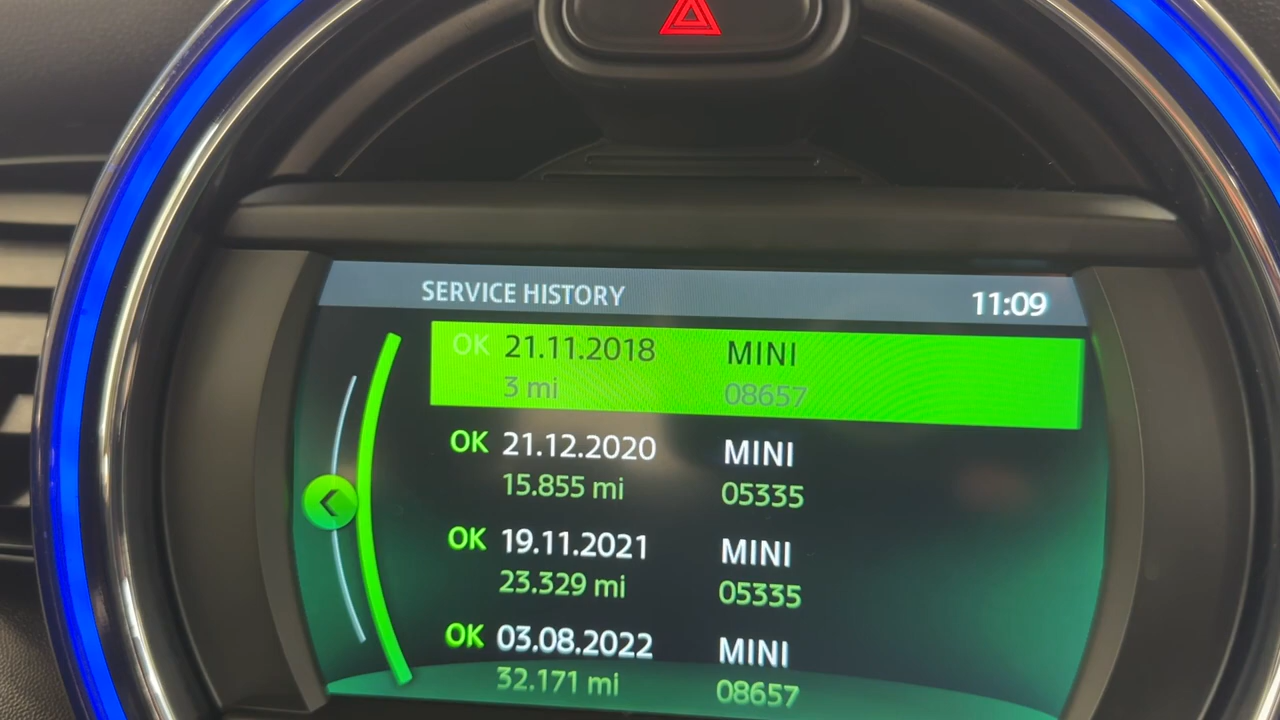 SERVICE HISTORY 11:09
OK 21.11.2018 MINI
3 mi 08657
OK 21.12.2020 MINI
15.855 mi 05335
OK 19.11.2021 MINI
23.329 mi 05335
OK 03.08.2022 MINI
32.171 mi 08657